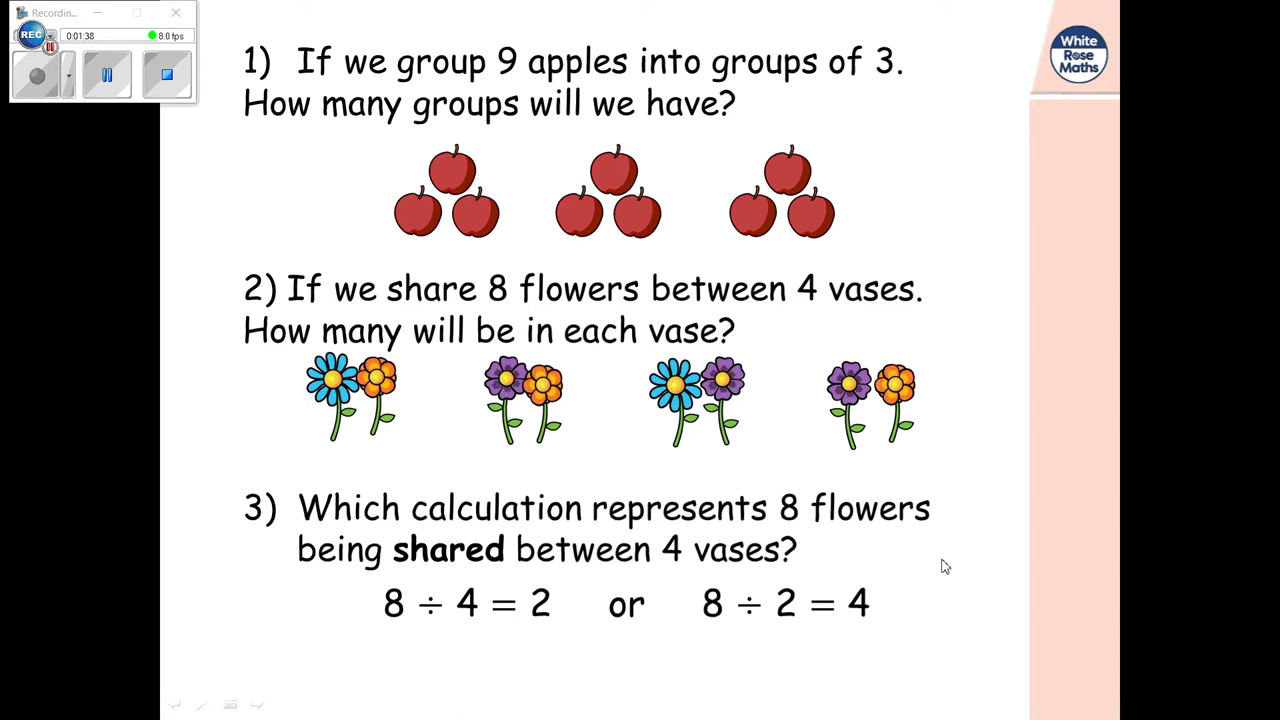 Recordin...
REC
0:01:38
8.0 fps
White
Rose
Maths
1) If we group 9 apples into groups of 3.
How many groups will we have?
2) If we share 8 flowers between 4 vases.
How many will be in each vase?
3) Which calculation represents 8 flowers
being shared between 4 vases?
8 ÷ 4 = 2 or 8 ÷ 2 = 4